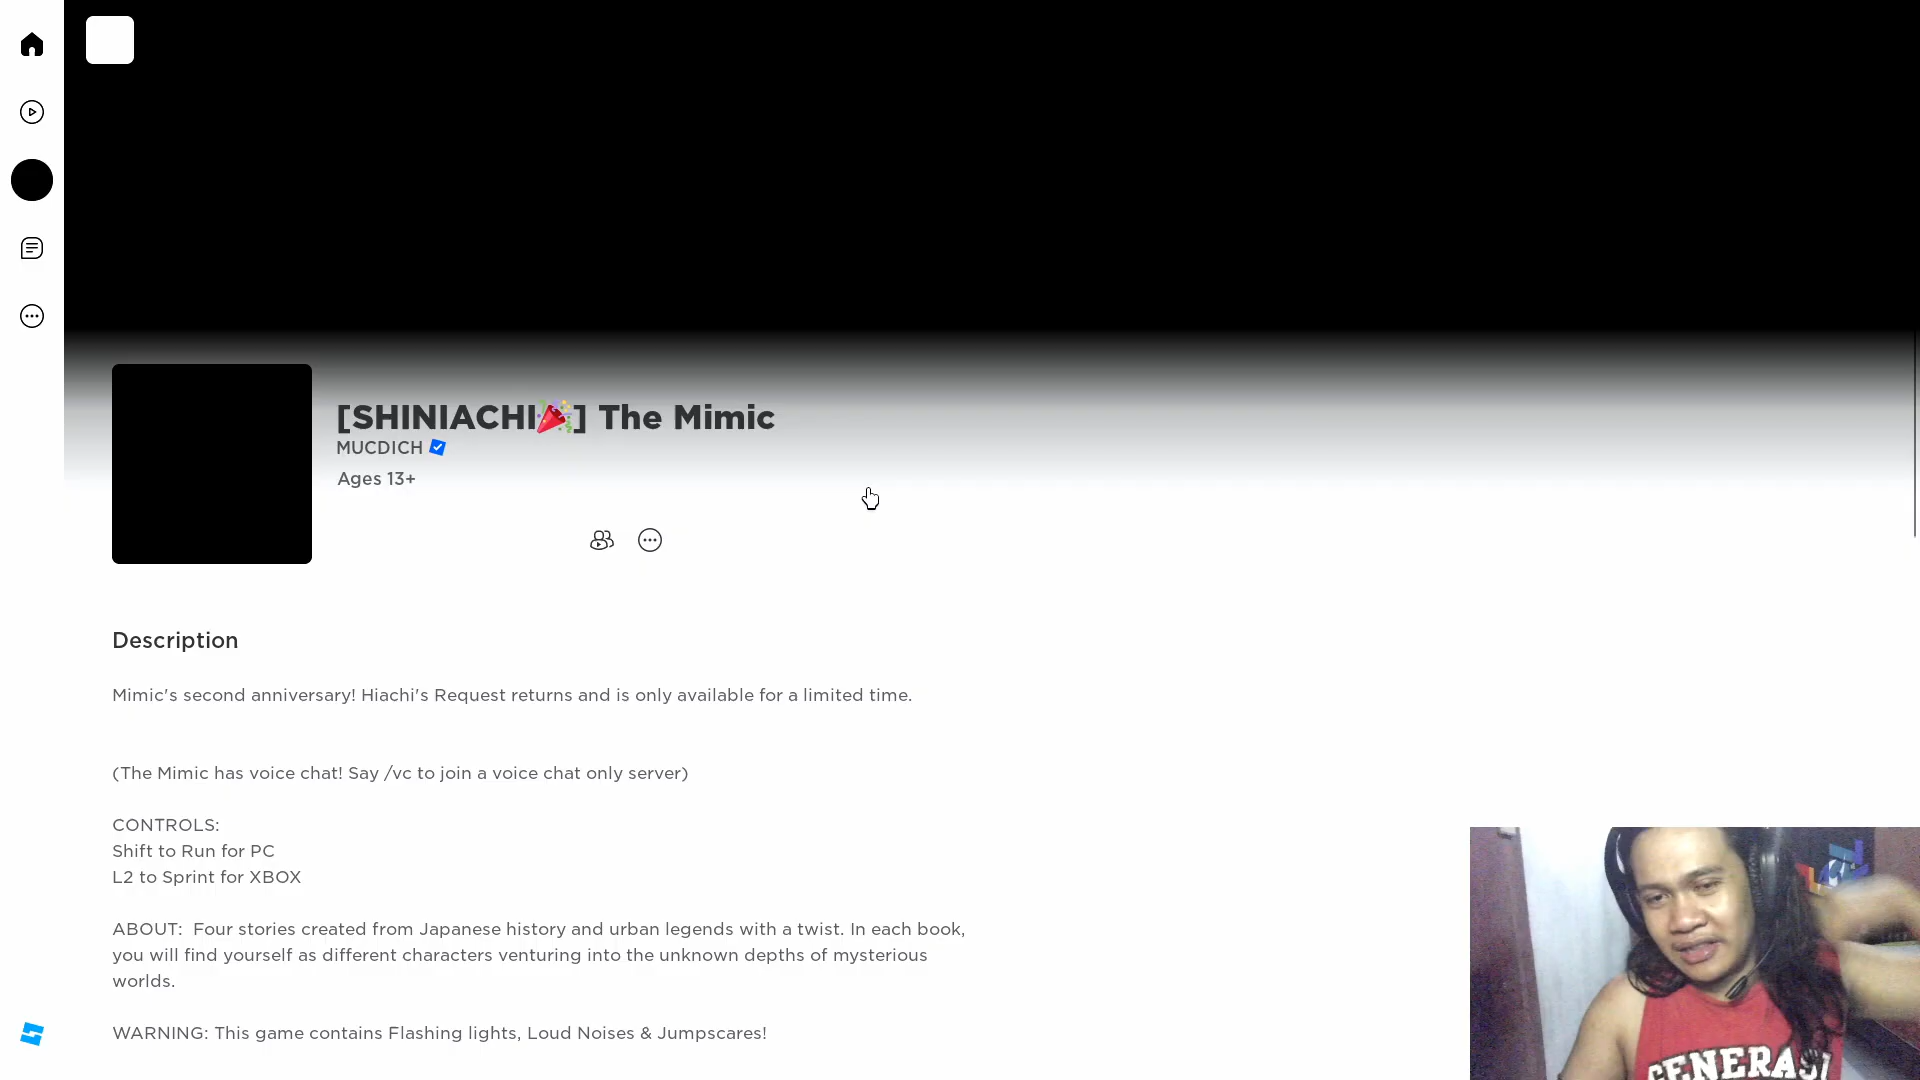 [SHINIACHI🎉] The Mimic
MUCDICH
Ages 13+
Description
Mimic's second anniversary! Hiachi's Request returns and is only available for a limited time.
(The Mimic has voice chat! Say /vc to join a voice chat only server)
CONTROLS:
Shift to Run for PC
L2 to Sprint for XBOX
ABOUT:  Four stories created from Japanese history and urban legends with a twist. In each book,
you will find yourself as different characters venturing into the unknown depths of mysterious
worlds.
WARNING: This game contains Flashing lights, Loud Noises & Jumpscares!
GENERASI